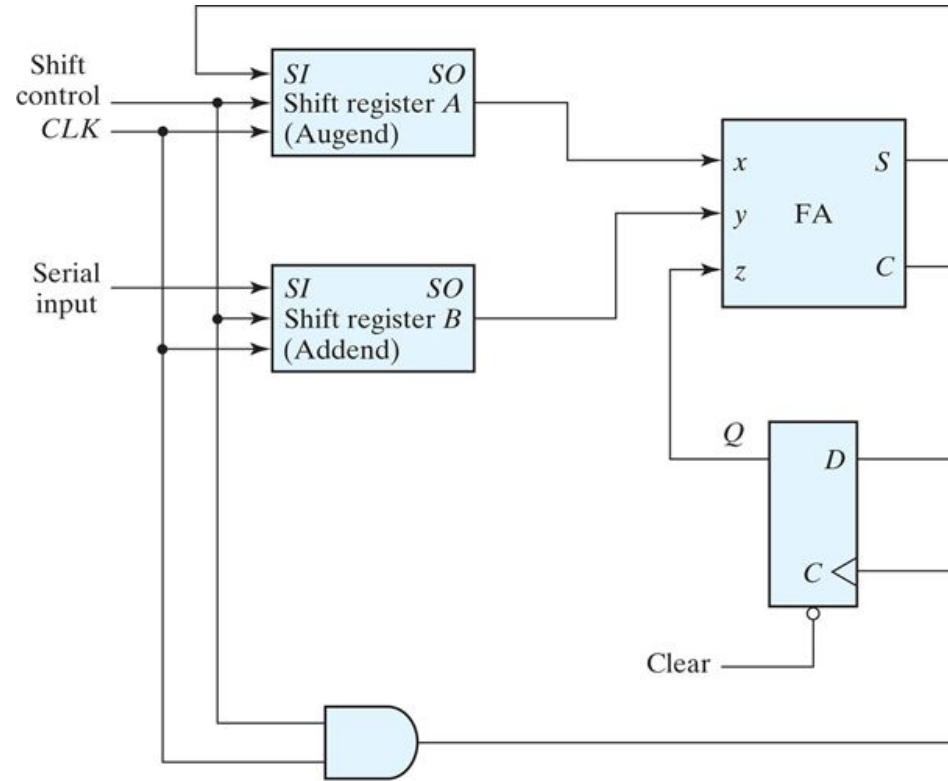 Shift
control
CLK
SI SO
Shift register A
(Augend)
x S
y FA
z C
Serial
input
SI SO
Shift register B
(Addend)
Q
D
C
Clear